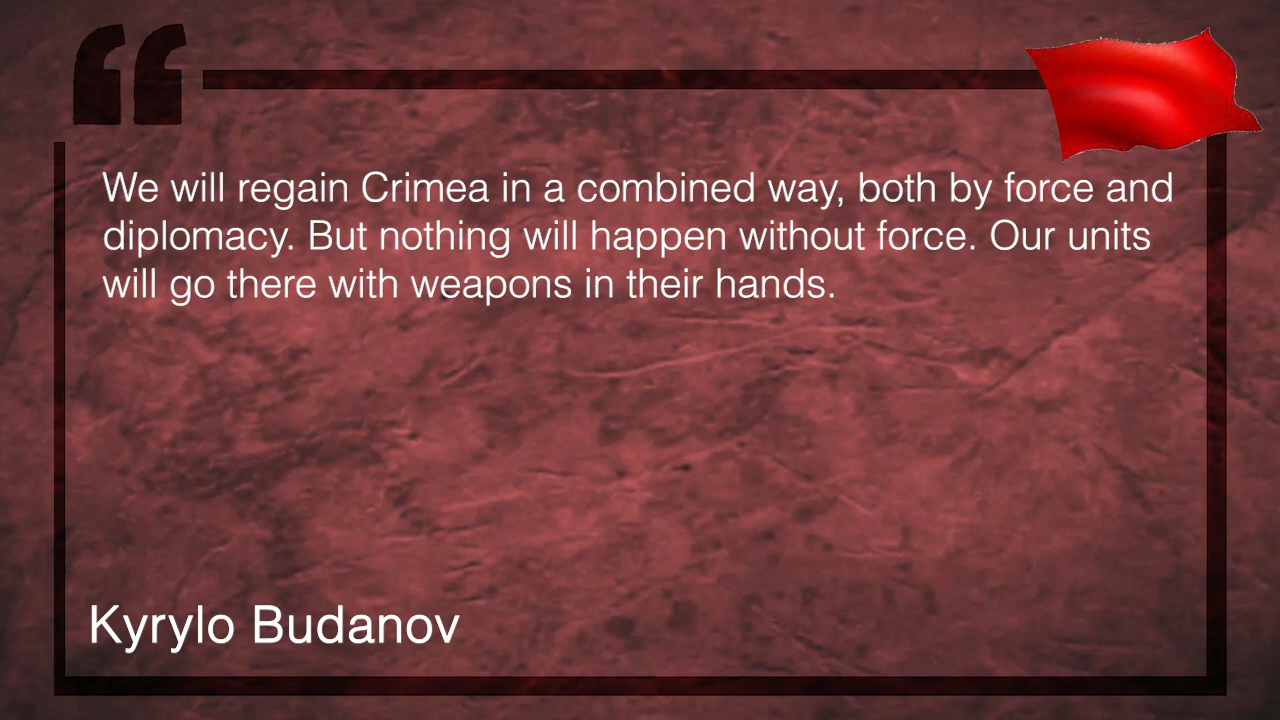 We will regain Crimea in a combined way, both by force and
diplomacy. But nothing will happen without force. Our units
will go there with weapons in their hands.
Kyrylo Budanov